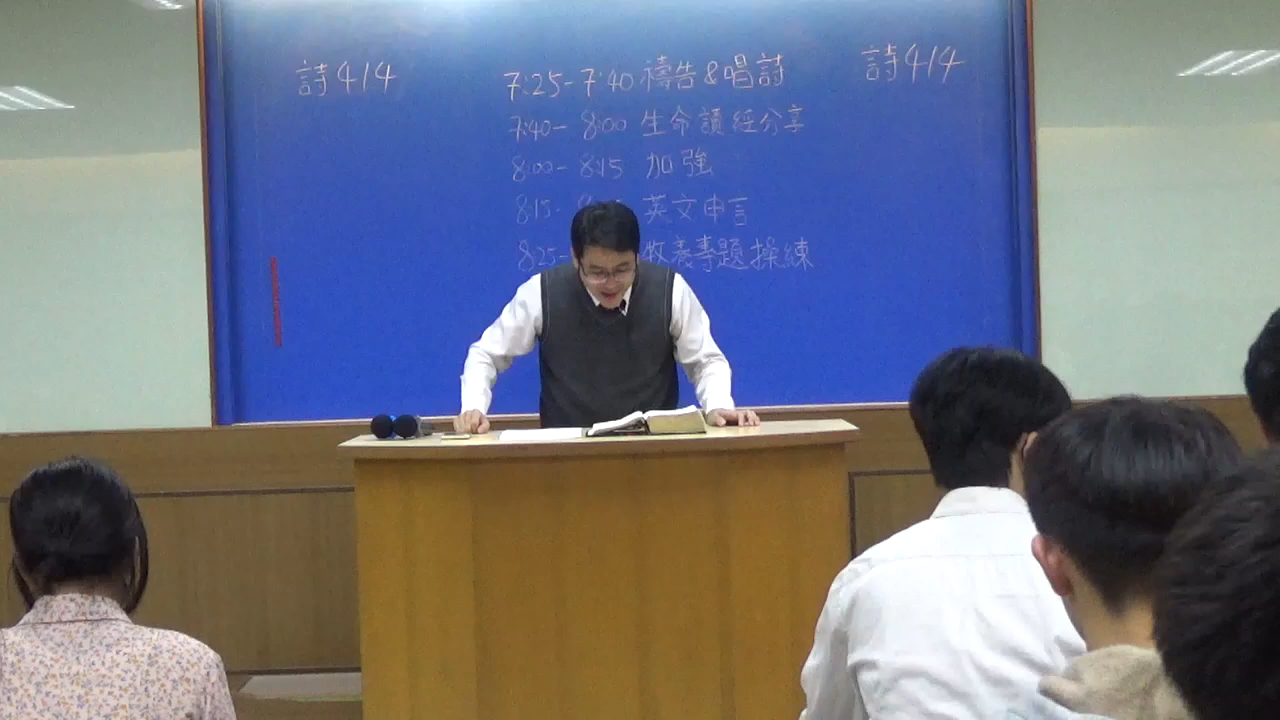 詩414
7:25-7:40 禱告&唱詩
詩414
7:40- 8:00 生命讀經分享
8:00- 8:15 加強
8:15- 英文申言
8:25- 牧養專題操練